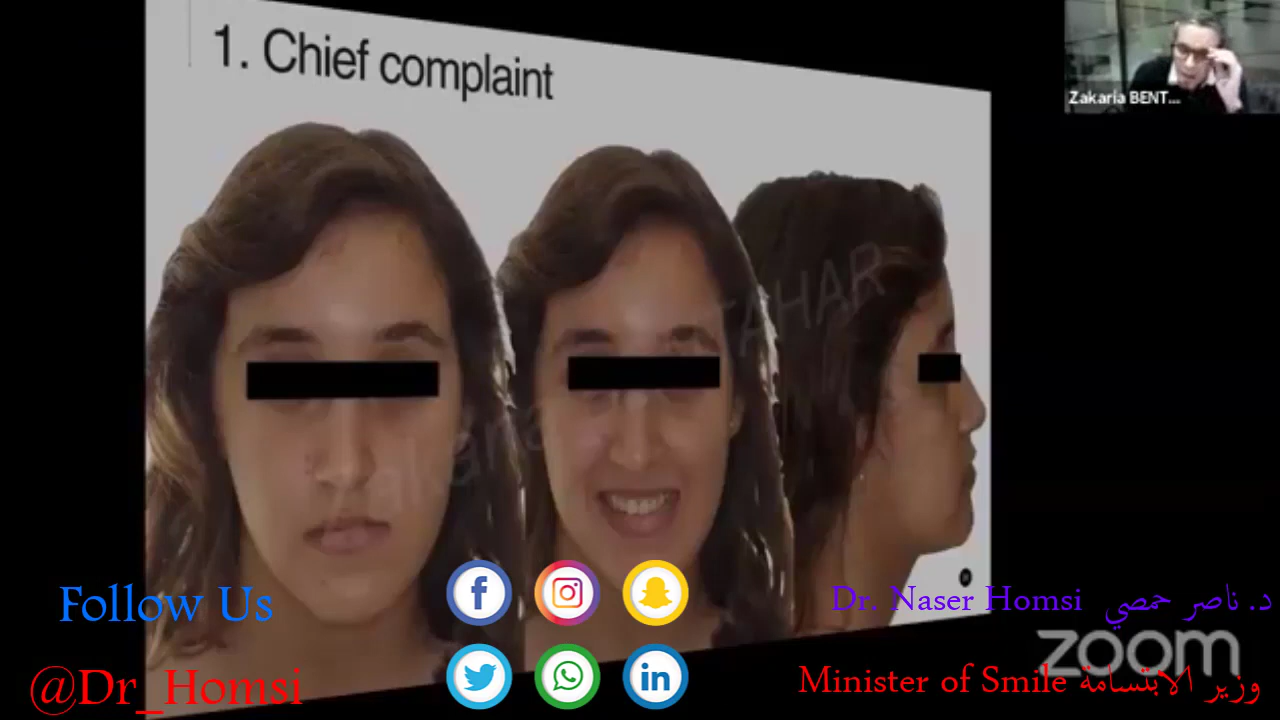 1. Chief complaint
Zakaria BENT...
TAHAR
Follow Us
Dr. Naser Homsi د. ناصر حمصي
zoom
@Dr_Homsi
Minister of Smile وزير الابتسامة